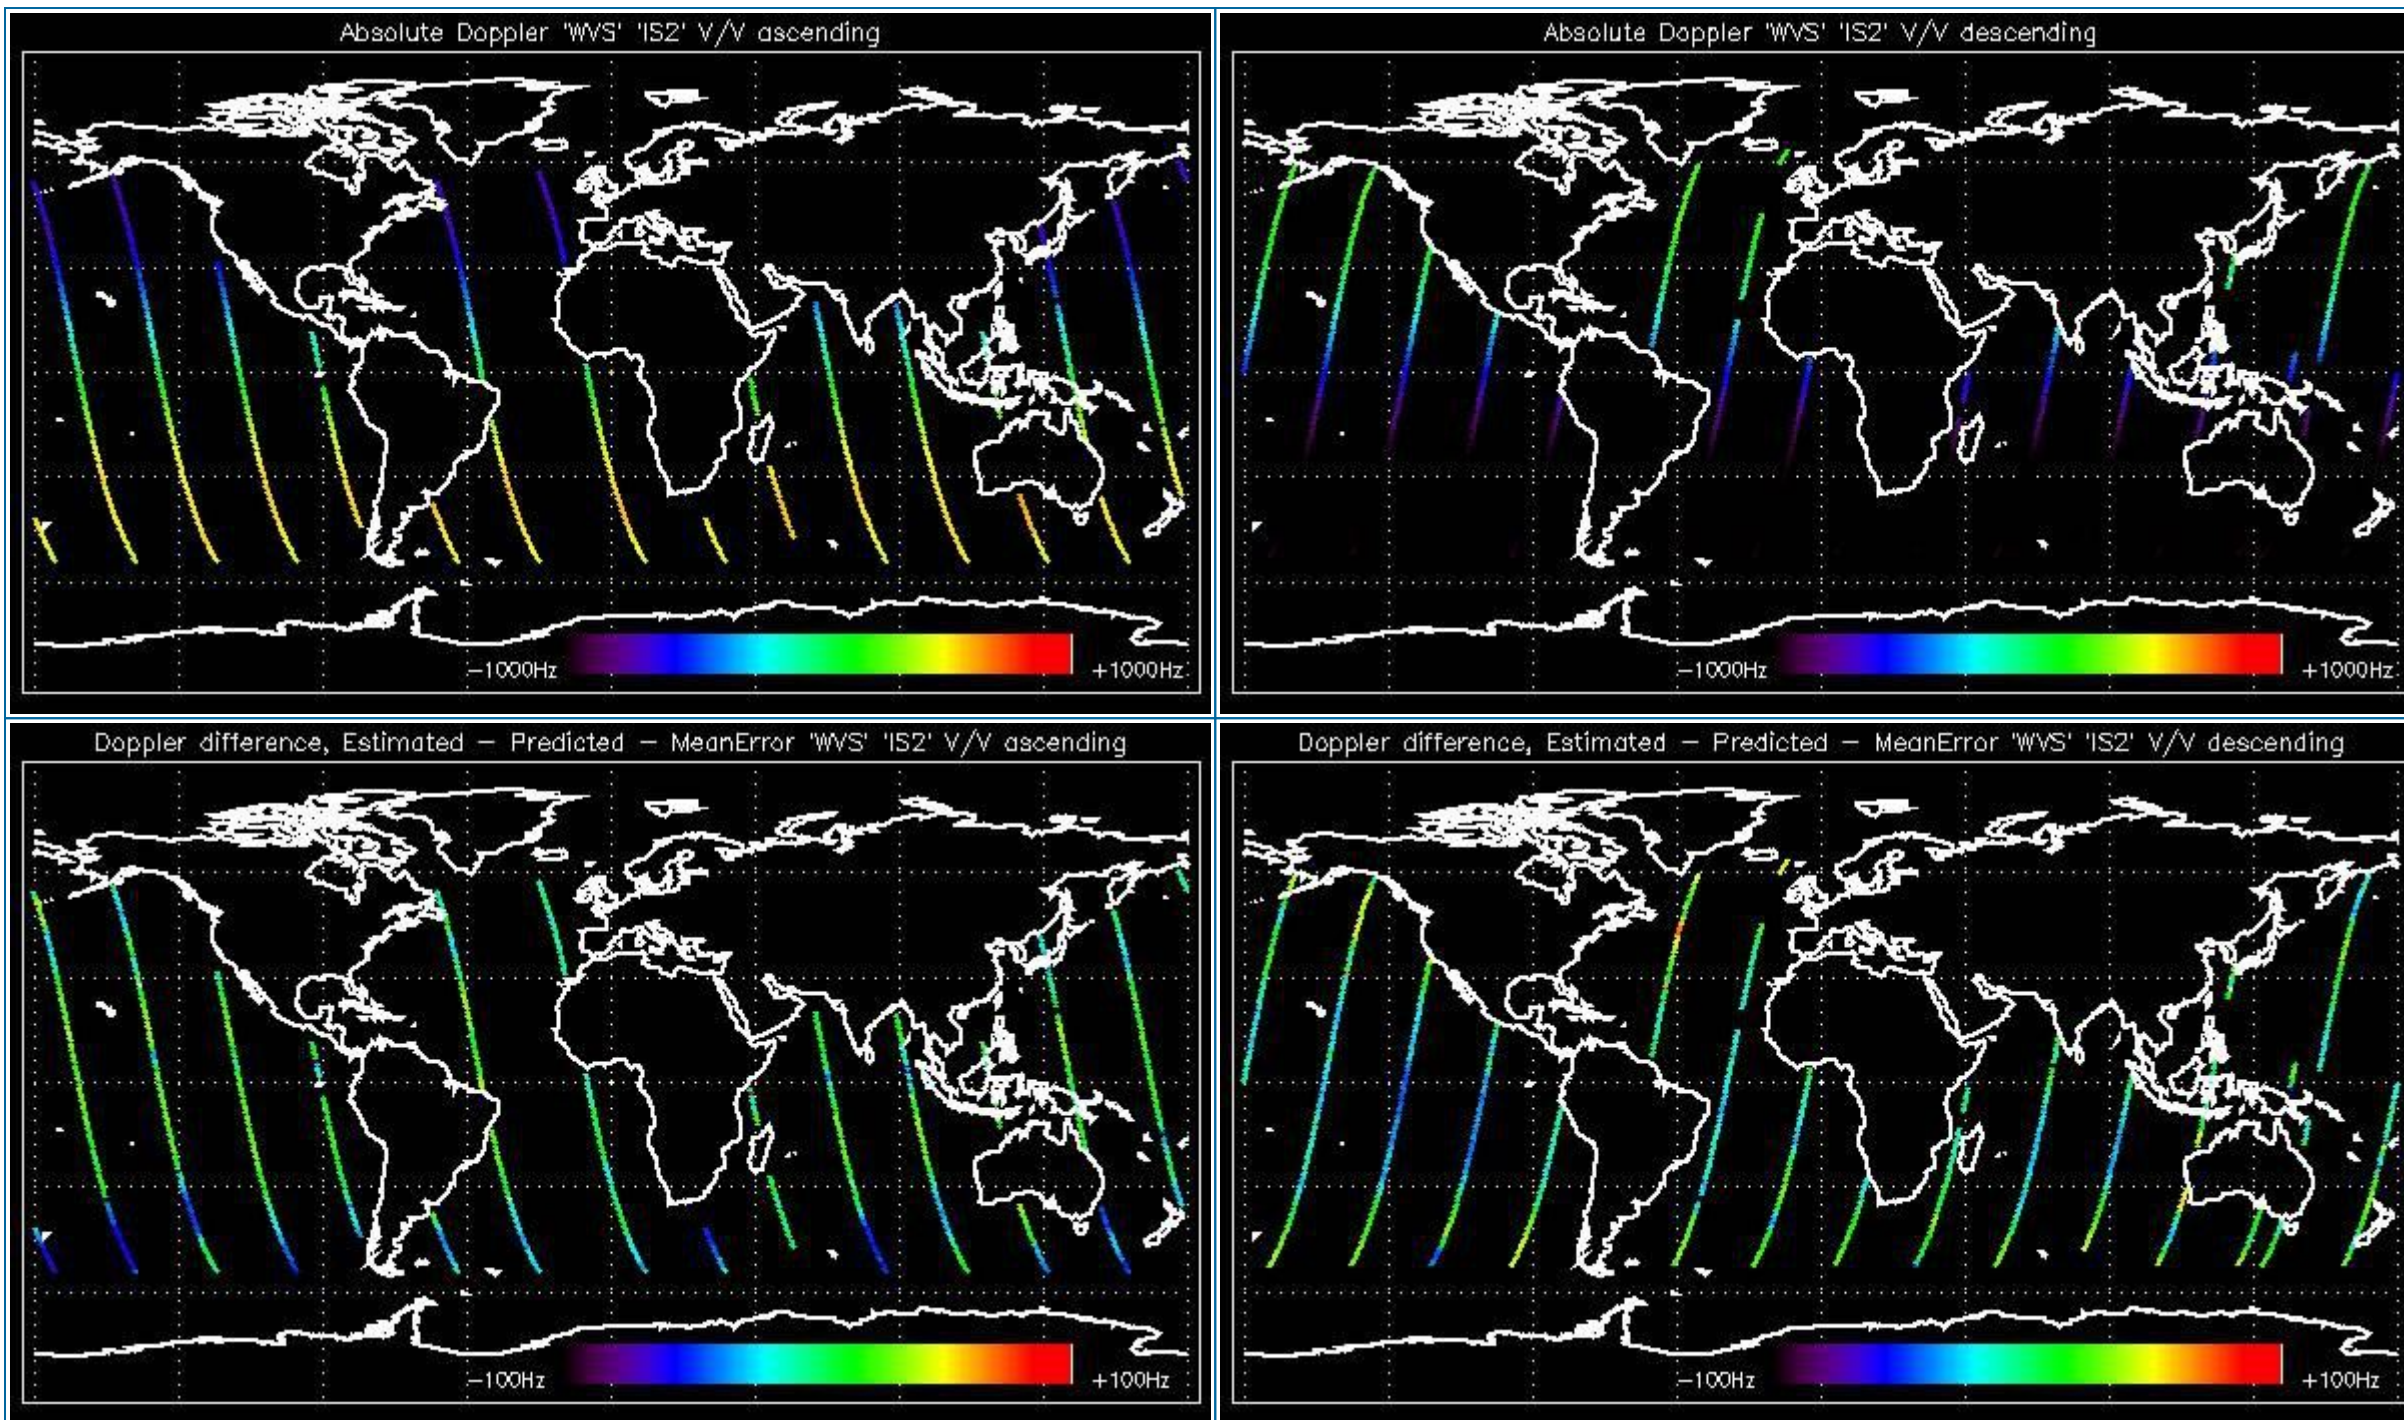 Absolute Doppler 'WVS' 'IS2' V/V ascending
-1000Hz
+1000Hz
Absolute Doppler 'WVS' 'IS2' V/V descending
-1000Hz
+1000Hz
Doppler difference, Estimated - Predicted - MeanError 'WVS' 'IS2' V/V ascending
-100Hz
+100Hz
Doppler difference, Estimated - Predicted - MeanError 'WVS' 'IS2' V/V descending
-100Hz
+100Hz